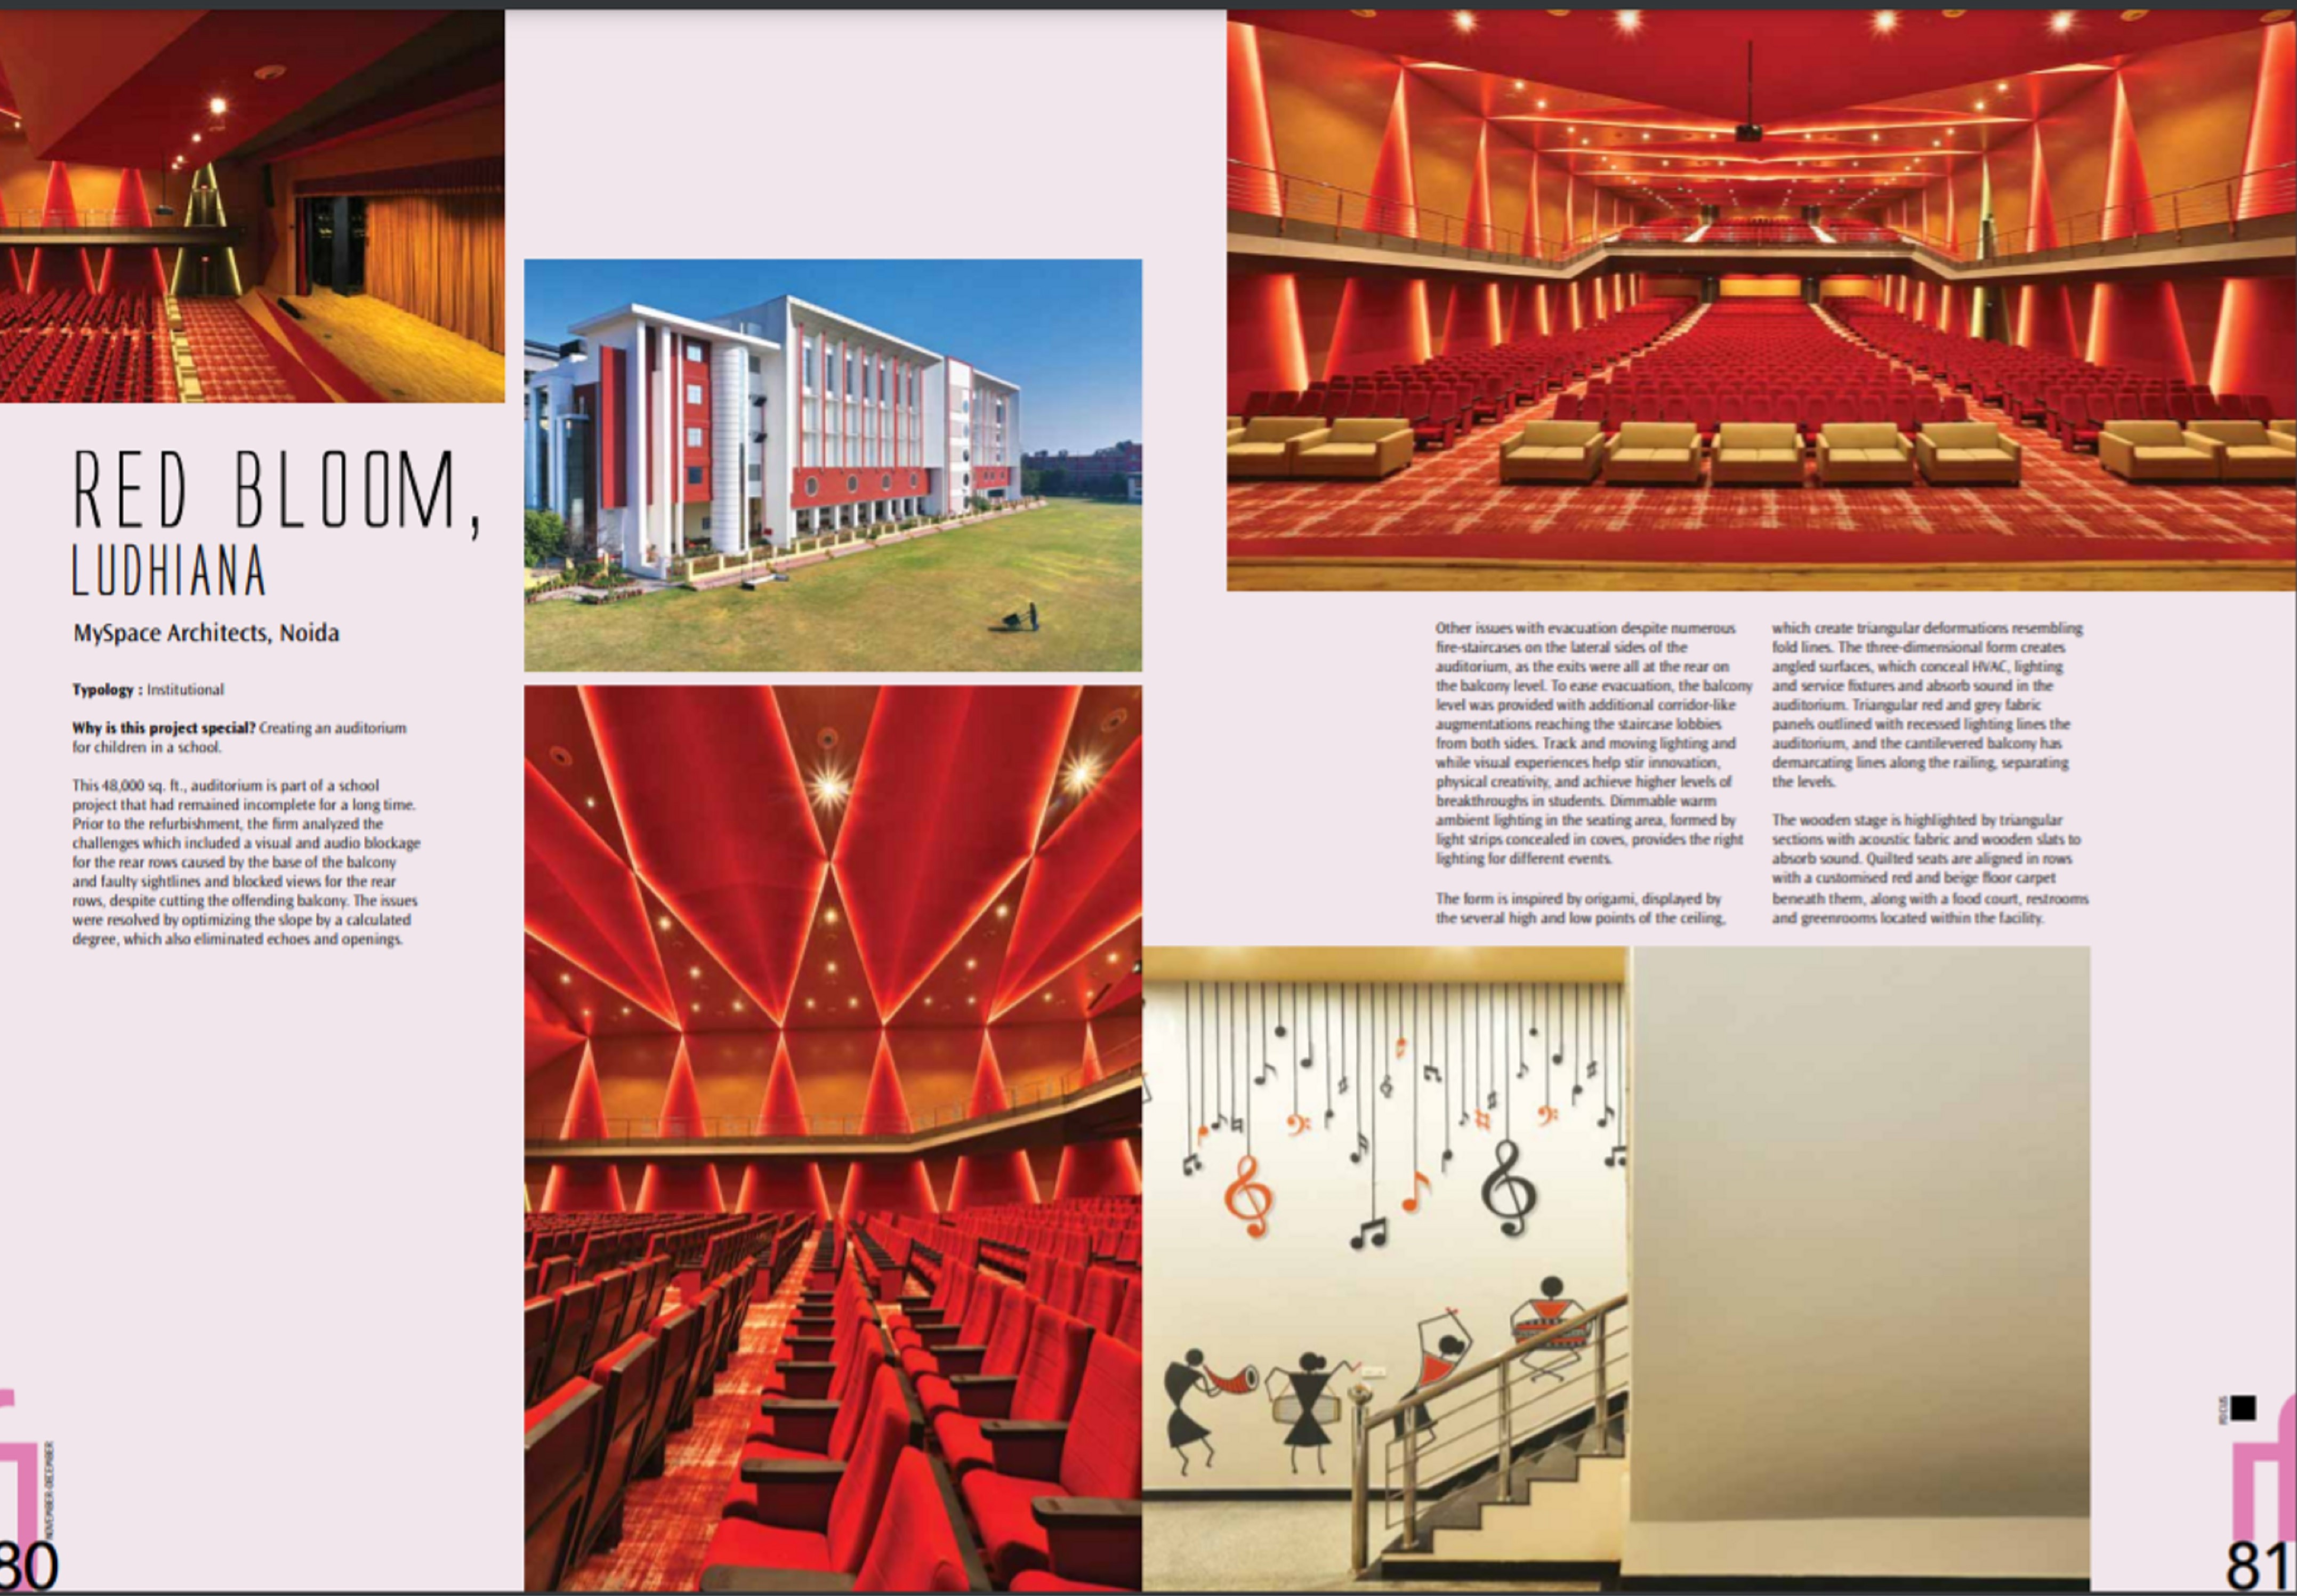 RED BLOOM,
LUDHIANA
MySpace Architects, Noida
Typology : Institutional
Why is this project special? Creating an auditorium
for children in a school.
This 48,000 sq. ft., auditorium is part of a school
project that had remained incomplete for a long time.
Prior to the refurbishment, the firm analyzed the
challenges which included a visual and audio blockage
for the rear rows caused by the base of the balcony
and faulty sightlines and blocked views for the rear
rows, despite cutting the offending balcony. The issues
were resolved by optimizing the slope by a calculated
degree, which also eliminated echoes and openings.
NOVEMBER-DECEMBER
80
Other issues with evacuation despite numerous
fire-staircases on the lateral sides of the
auditorium, as the exits were all at the rear on
the balcony level. To ease evacuation, the balcony
level was provided with additional corridor-like
augmentations reaching the staircase lobbies
from both sides. Track and moving lighting and
while visual experiences help stir innovation,
physical creativity, and achieve higher levels of
breakthroughs in students. Dimmable warm
ambient lighting in the seating area, formed by
light strips concealed in coves, provides the right
lighting for different events.
The form is inspired by origami, displayed by
the several high and low points of the ceiling,
which create triangular deformations resembling
fold lines. The three-dimensional form creates
angled surfaces, which conceal HVAC, lighting
and service fixtures and absorb sound in the
auditorium. Triangular red and grey fabric
panels outlined with recessed lighting lines the
auditorium, and the cantilevered balcony has
demarcating lines along the railing, separating
the levels.
The wooden stage is highlighted by triangular
sections with acoustic fabric and wooden slats to
absorb sound. Quilted seats are aligned in rows
with a customised red and beige floor carpet
beneath them, along with a food court, restrooms
and greenrooms located within the facility.
FOCUS
81